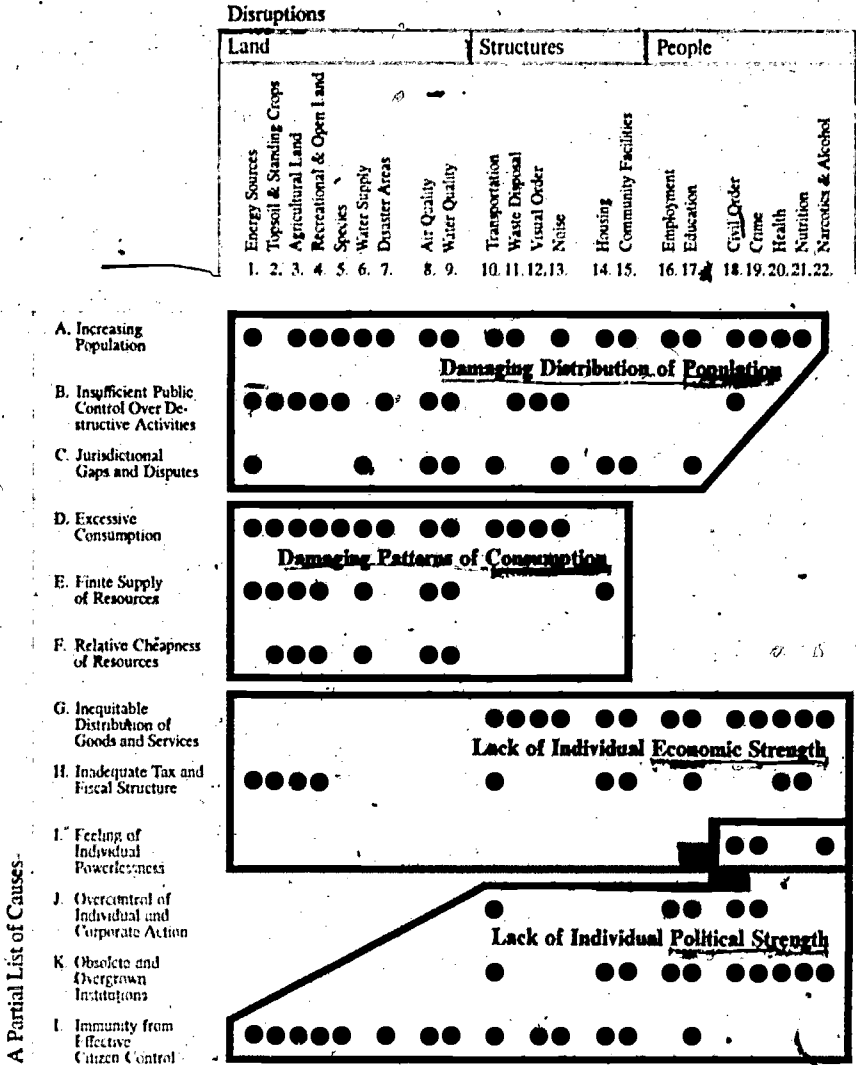 Disruptions
Land Structures People
Energy Sources
Topsoil & Standing Crops
Agricultural Land
Recreational & Open Land
Species
Water Supply
Disaster Areas
Air Quality
Water Quality
Transportation
Waste Disposal
Visual Order
Noise
Housing
Community Facilities
Employment
Education
Civil Order
Crime
Health
Nutrition
Narcotics & Alcohol
1. 2. 3. 4. 5. 6. 7. 8. 9. 10. 11. 12. 13. 14. 15. 16. 17. 18. 19. 20. 21. 22.
A Partial List of Causes
A. Increasing
Population
Damaging Distribution of Population
B. Insufficient Public
Control Over De-
structive Activities
C. Jurisdictional
Gaps and Disputes
D. Excessive
Consumption
Damaging Patterns of Consumption
E. Finite Supply
of Resources
F. Relative Cheapness
of Resources
G. Inequitable
Distribution of
Goods and Services
Lack of Individual Economic Strength
H. Inadequate Tax and
Fiscal Structure
I. Feeling of
Individual
Powerlessness
J. Overcontrol of
Individual and
Corporate Action
Lack of Individual Political Strength
K. Obsolete and
Overgrown
Institutions
L. Immunity from
Effective
Citizen Control